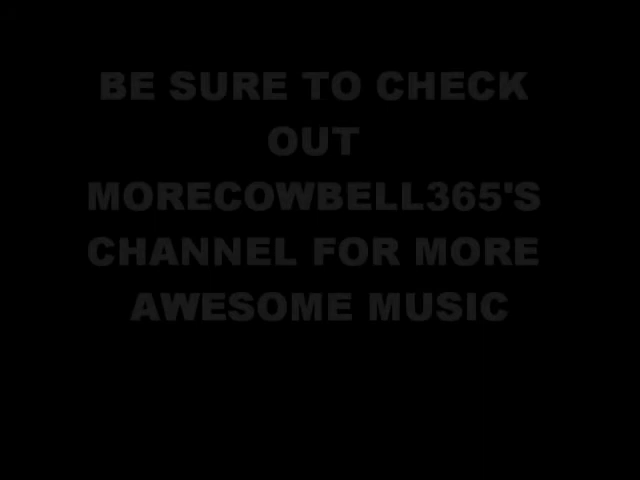 BE SURE TO CHECK
OUT
MORECOWBELL365'S
CHANNEL FOR MORE
AWESOME MUSIC